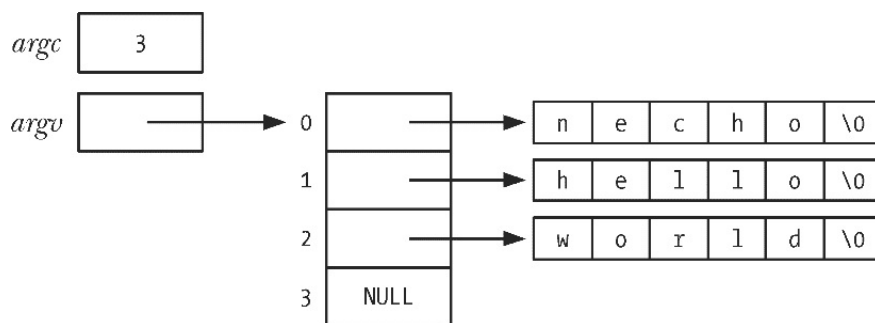 argc 3
argv 0 n e c h o \0
1 h e l l o \0
2 w o r l d \0
3 NULL